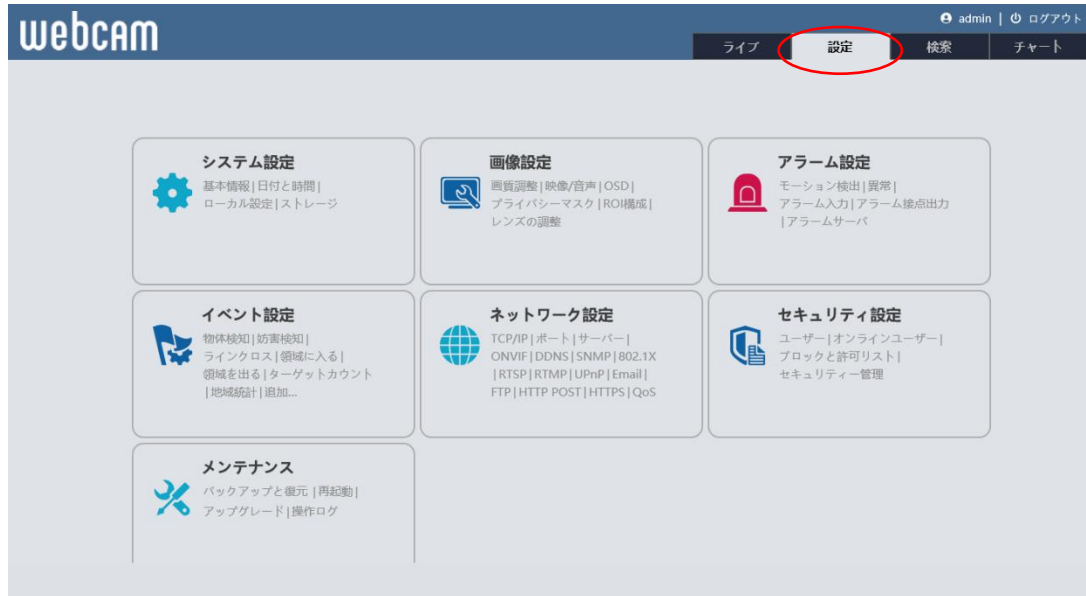 webcam
admin | ログアウト
ライブ 設定 検索 チャート
システム設定
基本情報|日付と時間|
ローカル設定|ストレージ
画像設定
画質調整|映像/音声|OSD|
プライバシーマスク|ROI構成|
レンズの調整
アラーム設定
モーション検出|異常|
アラーム入力|アラーム接点出力
|アラームサーバ
イベント設定
物体検知|妨害検知|
ラインクロス|領域に入る|
領域を出る|ターゲットカウント
|地域統計|追加...
ネットワーク設定
TCP/IP|ポート|サーバー|
ONVIF|DDNS|SNMP|802.1X
|RTSP|RTMP|UPnP|Email|
FTP|HTTP POST|HTTPS|QoS
セキュリティ設定
ユーザー|オンラインユーザー|
ブロックと許可リスト|
セキュリティー管理
メンテナンス
バックアップと復元|再起動|
アップグレード|操作ログ